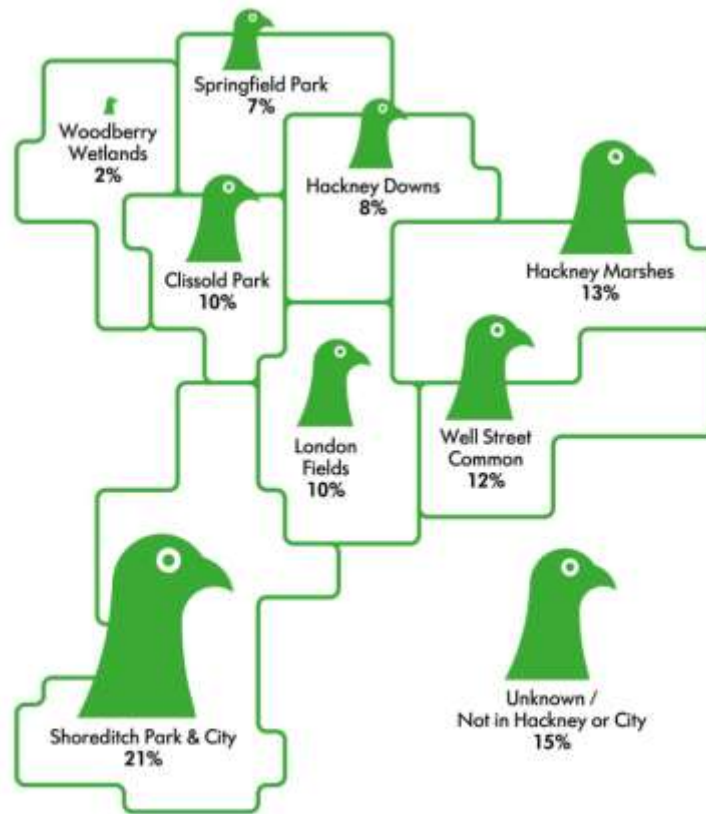 Springfield Park
7%
Woodberry
Wetlands
2%
Hackney Downs
8%
Clissold Park
10%
Hackney Marshes
13%
London
Fields
10%
Well Street
Common
12%
Shoreditch Park & City
21%
Unknown /
Not in Hackney or City
15%